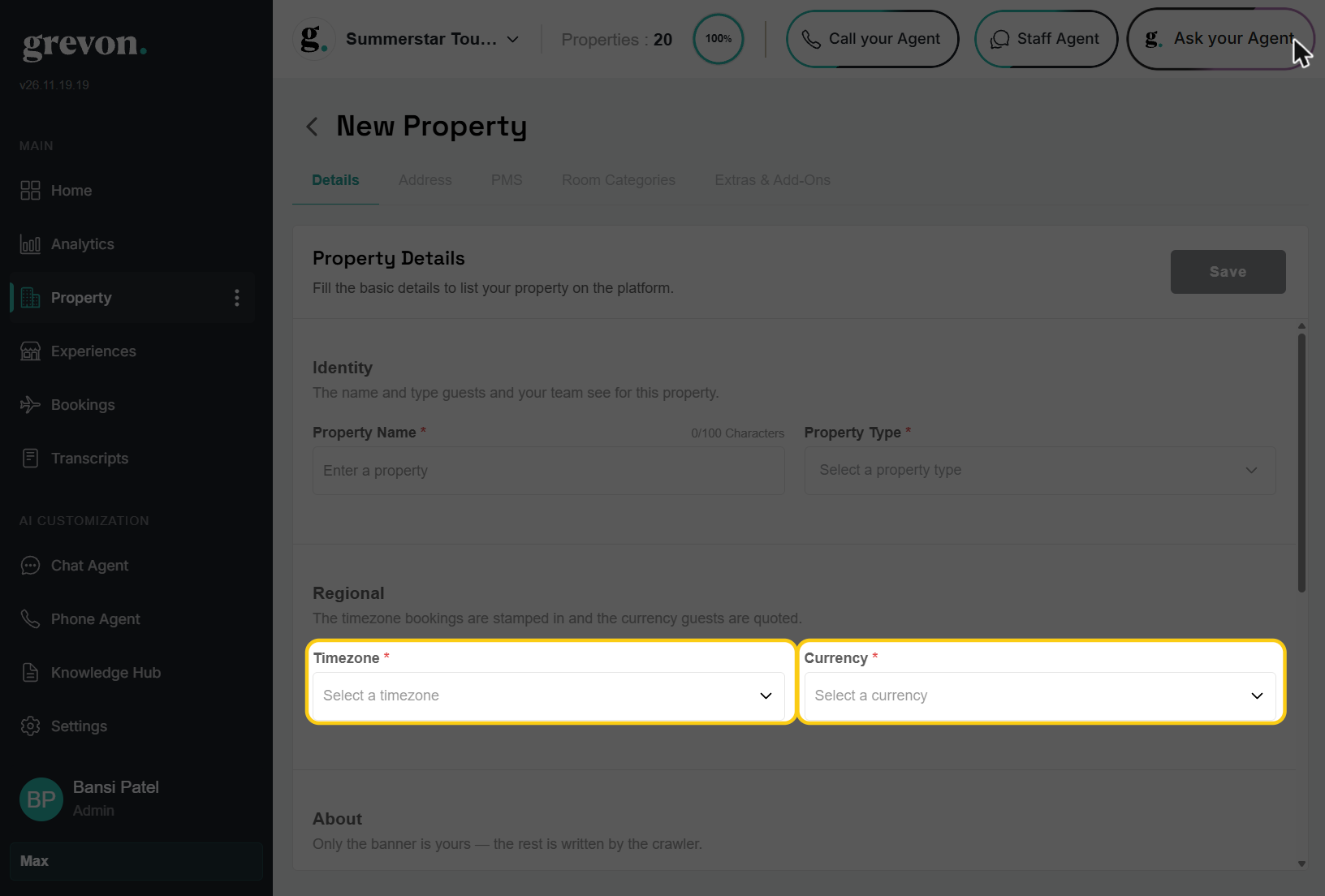 grevon.
v26.11.19.19
MAIN
Home
Analytics
Property
Experiences
Bookings
Transcripts
AI CUSTOMIZATION
Chat Agent
Phone Agent
Knowledge Hub
Settings
BP
Bansi Patel
Admin
Max
g. Summerstar Tou...
Properties : 20
100%
Call your Agent
Staff Agent
g. Ask your Agent
New Property
Details Address PMS Room Categories Extras & Add-Ons
Property Details
Fill the basic details to list your property on the platform.
Save
Identity
The name and type guests and your team see for this property.
Property Name * 0/100 Characters
Enter a property
Property Type *
Select a property type
Regional
The timezone bookings are stamped in and the currency guests are quoted.
Timezone *
Select a timezone
Currency *
Select a currency
About
Only the banner is yours — the rest is written by the crawler.